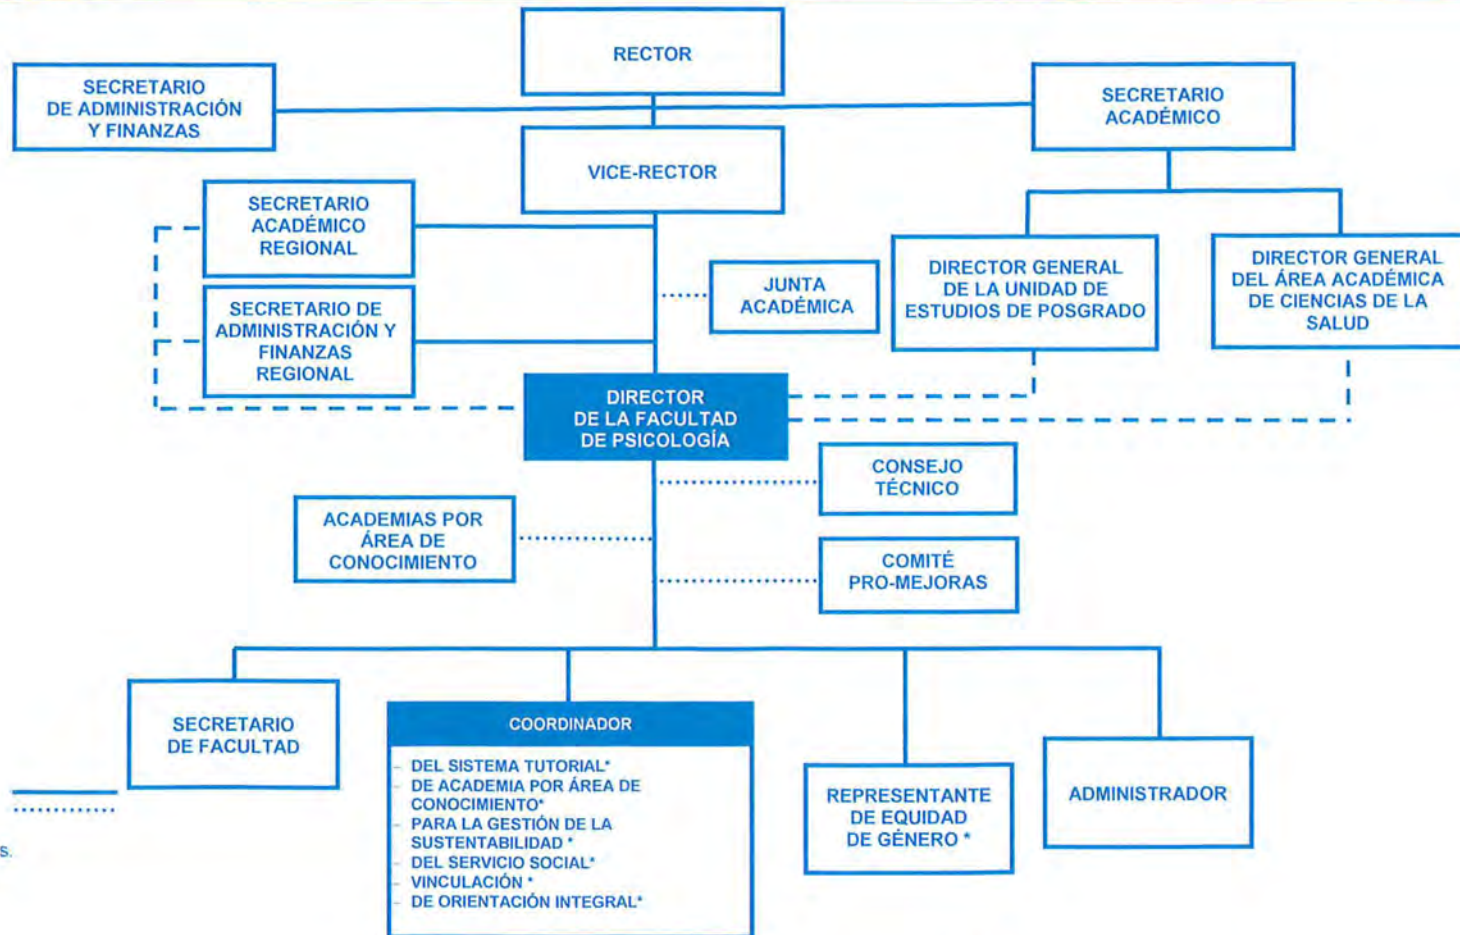 RECTOR
SECRETARIO
DE ADMINISTRACIÓN
Y FINANZAS
SECRETARIO
ACADÉMICO
VICE-RECTOR
SECRETARIO
ACADÉMICO
REGIONAL
JUNTA
ACADÉMICA
DIRECTOR GENERAL
DE LA UNIDAD DE
ESTUDIOS DE POSGRADO
DIRECTOR GENERAL
DEL ÁREA ACADÉMICA
DE CIENCIAS DE LA
SALUD
SECRETARIO DE
ADMINISTRACIÓN Y
FINANZAS
REGIONAL
DIRECTOR
DE LA FACULTAD
DE PSICOLOGÍA
CONSEJO
TÉCNICO
ACADEMIAS POR
ÁREA DE
CONOCIMIENTO
COMITÉ
PRO-MEJORAS
SECRETARIO
DE FACULTAD
COORDINADOR
- DEL SISTEMA TUTORIAL*
- DE ACADEMIA POR ÁREA DE
CONOCIMIENTO*
- PARA LA GESTIÓN DE LA
SUSTENTABILIDAD *
- DEL SERVICIO SOCIAL*
- VINCULACIÓN *
- DE ORIENTACIÓN INTEGRAL*
REPRESENTANTE
DE EQUIDAD
DE GÉNERO *
ADMINISTRADOR
s.